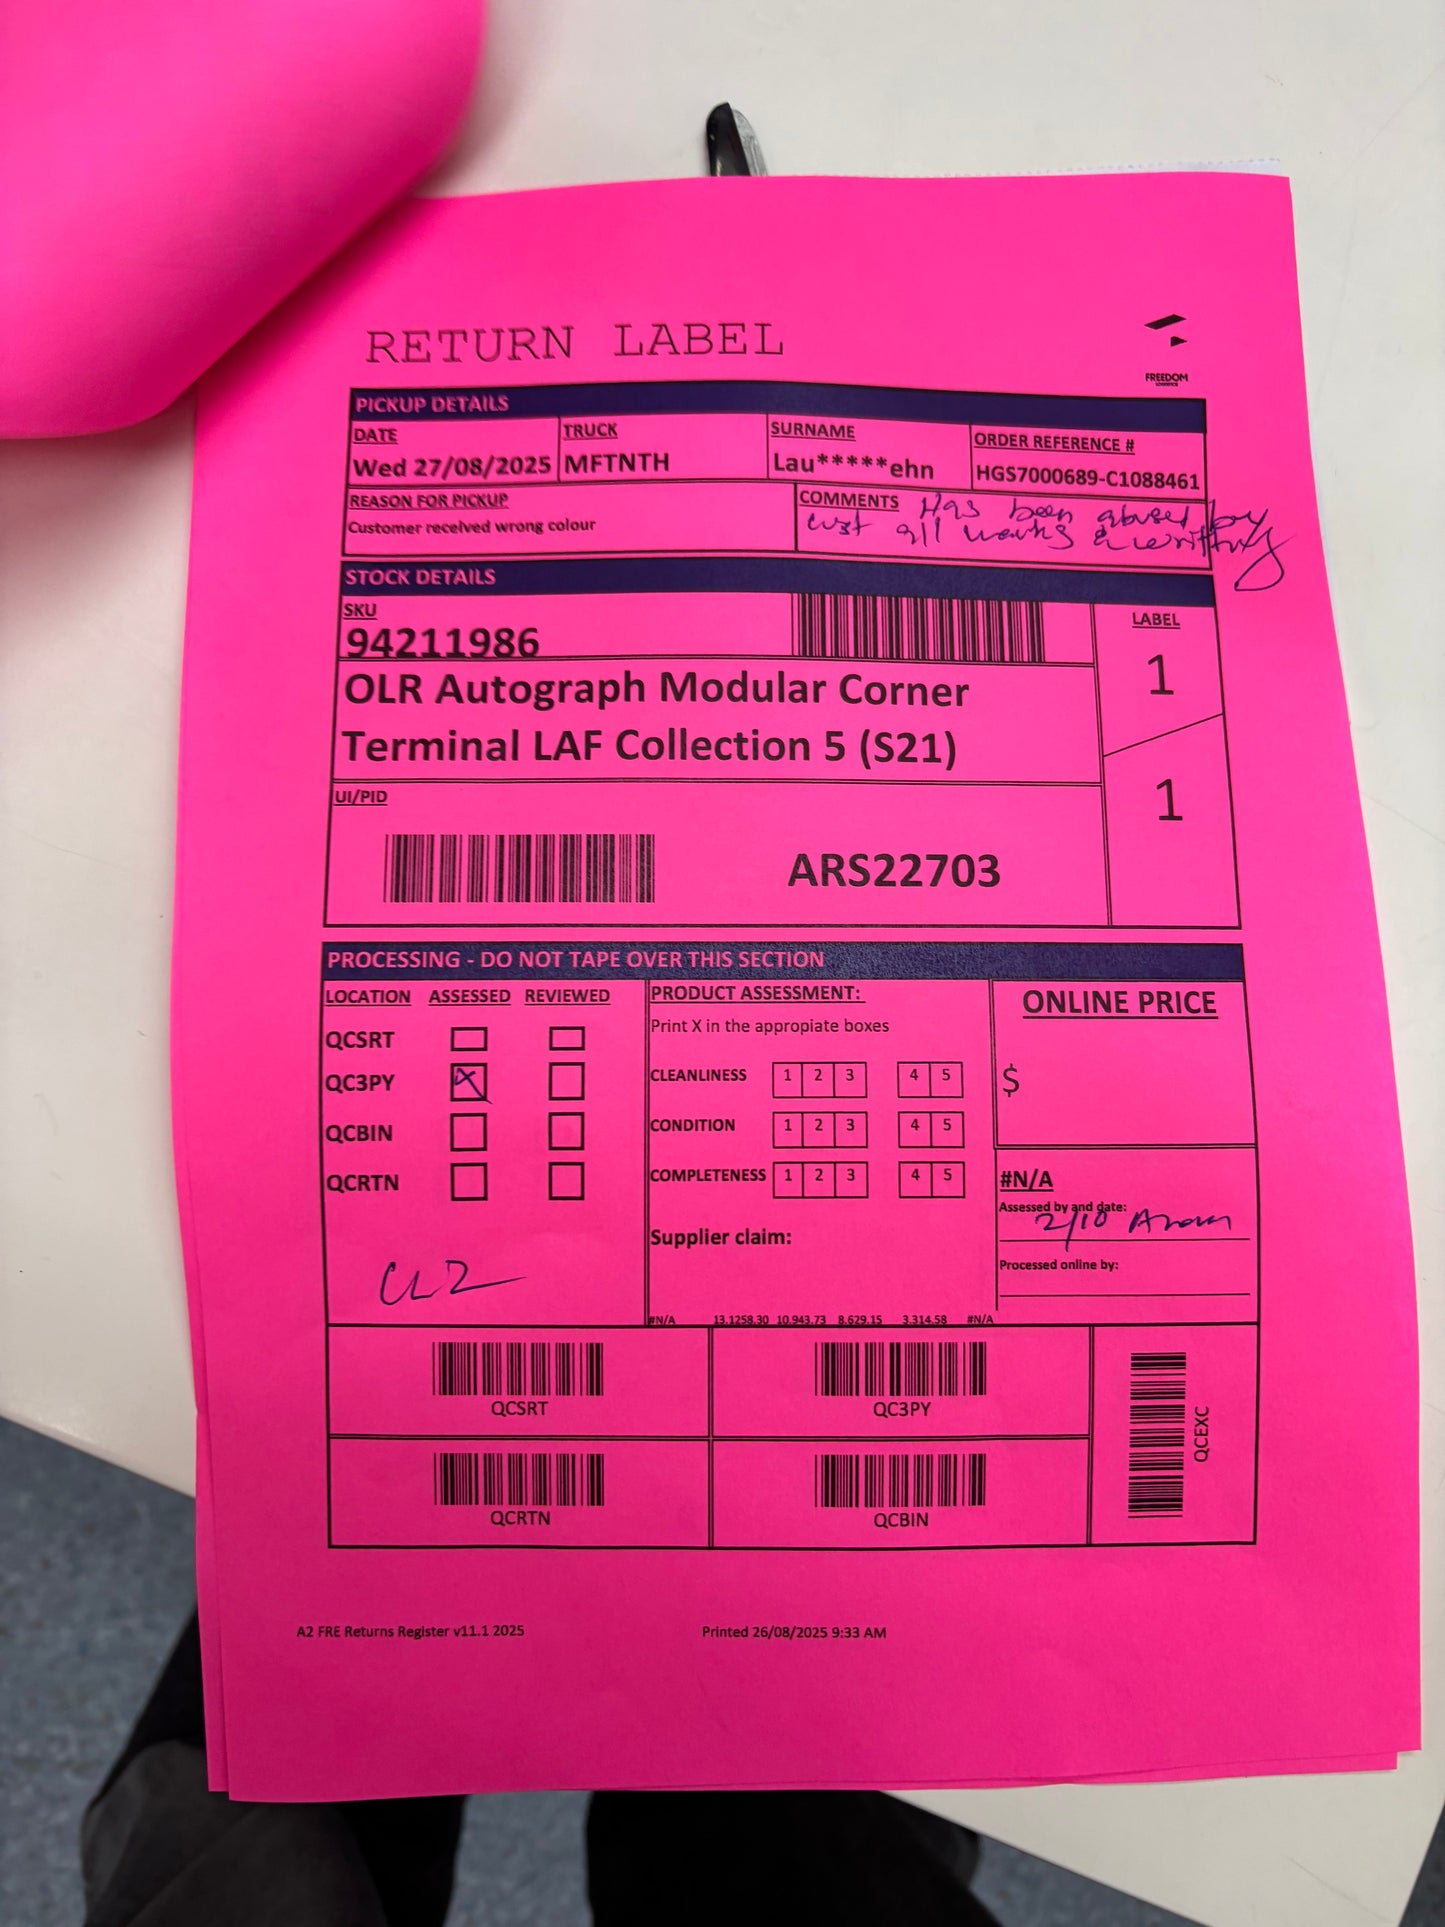 RETURN LABEL
FREEDOM
LOGISTICS
PICKUP DETAILS
DATE TRUCK SURNAME ORDER REFERENCE #
Wed 27/08/2025 MFTNTH Lau*****ehn HGS7000689-C1088461
REASON FOR PICKUP COMMENTS Has been abused by
Customer received wrong colour cust all marks & writting
STOCK DETAILS
SKU LABEL
94211986
1
OLR Autograph Modular Corner
Terminal LAF Collection 5 (S21)
UI/PID
1
ARS22703
PROCESSING - DO NOT TAPE OVER THIS SECTION
LOCATION ASSESSED REVIEWED PRODUCT ASSESSMENT: ONLINE PRICE
Print X in the appropiate boxes
QCSRT
QC3PY X CLEANLINESS 1 2 3 4 5 $
QCBIN CONDITION 1 2 3 4 5
QCRTN COMPLETENESS 1 2 3 4 5 #N/A
Assessed by and date:
2/10
Supplier claim:
Processed online by:
#N/A 13.1258.30 10.943.73 8.629.15 3.314.58 #N/A
QCSRT QC3PY
QCEXC
QCRTN QCBIN
A2 FRE Returns Register v11.1 2025 Printed 26/08/2025 9:33 AM